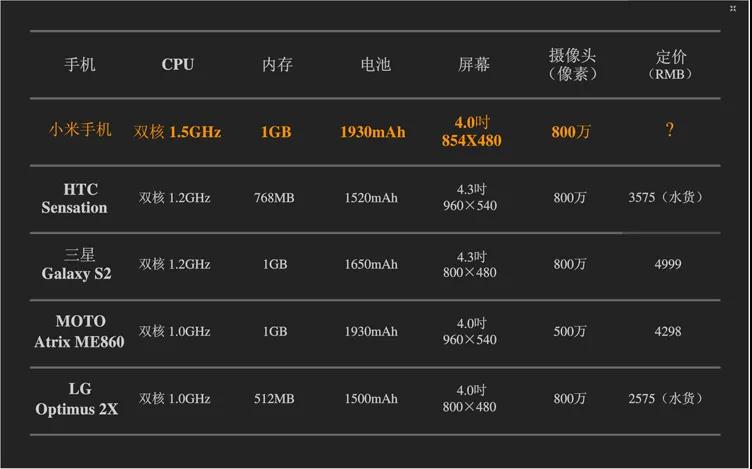 手机 CPU 内存 电池 屏幕 摄像头（像素） 定价（RMB）
小米手机 双核 1.5GHz 1GB 1930mAh 4.0吋 854X480 800万 ？
HTC Sensation 双核 1.2GHz 768MB 1520mAh 4.3吋 960×540 800万 3575（水货）
三星 Galaxy S2 双核 1.2GHz 1GB 1650mAh 4.3吋 800×480 800万 4999
MOTO Atrix ME860 双核 1.0GHz 1GB 1930mAh 4.0吋 960×540 500万 4298
LG Optimus 2X 双核 1.0GHz 512MB 1500mAh 4.0吋 800×480 800万 2575（水货）